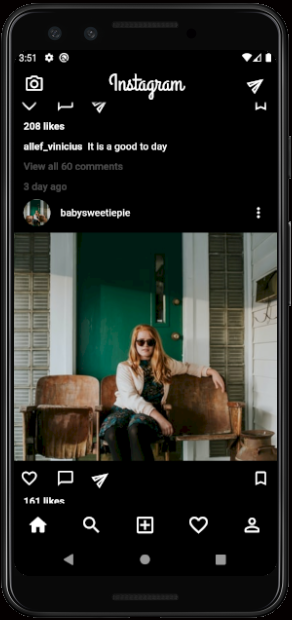 3:51
Instagram
208 likes
allef_vinicius It is a good to day
View all 60 comments
3 day ago
babysweetiepie
161 likes